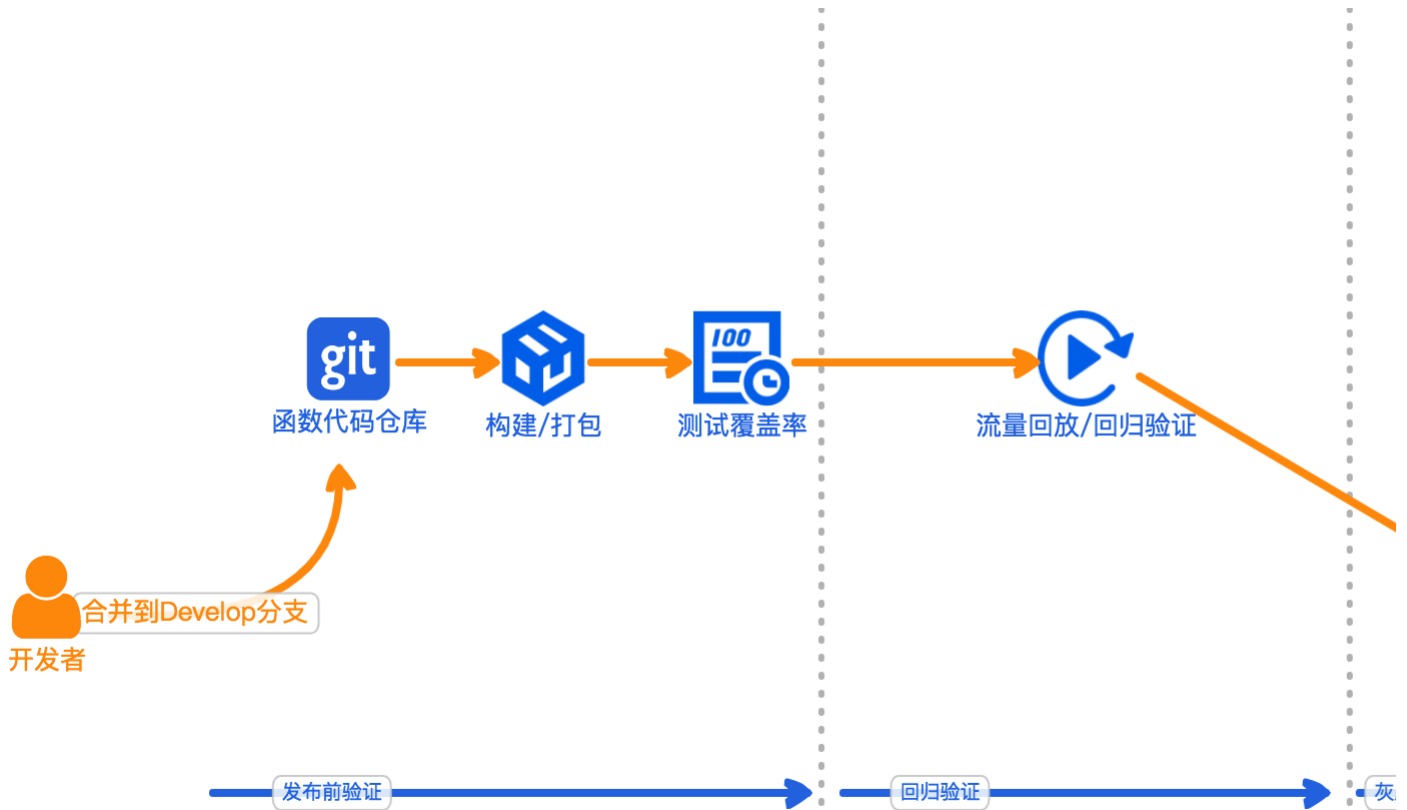 100
git
函数代码仓库
构建/打包
测试覆盖率
流量回放/回归验证
合并到Develop分支
开发者
发布前验证
回归验证
灰